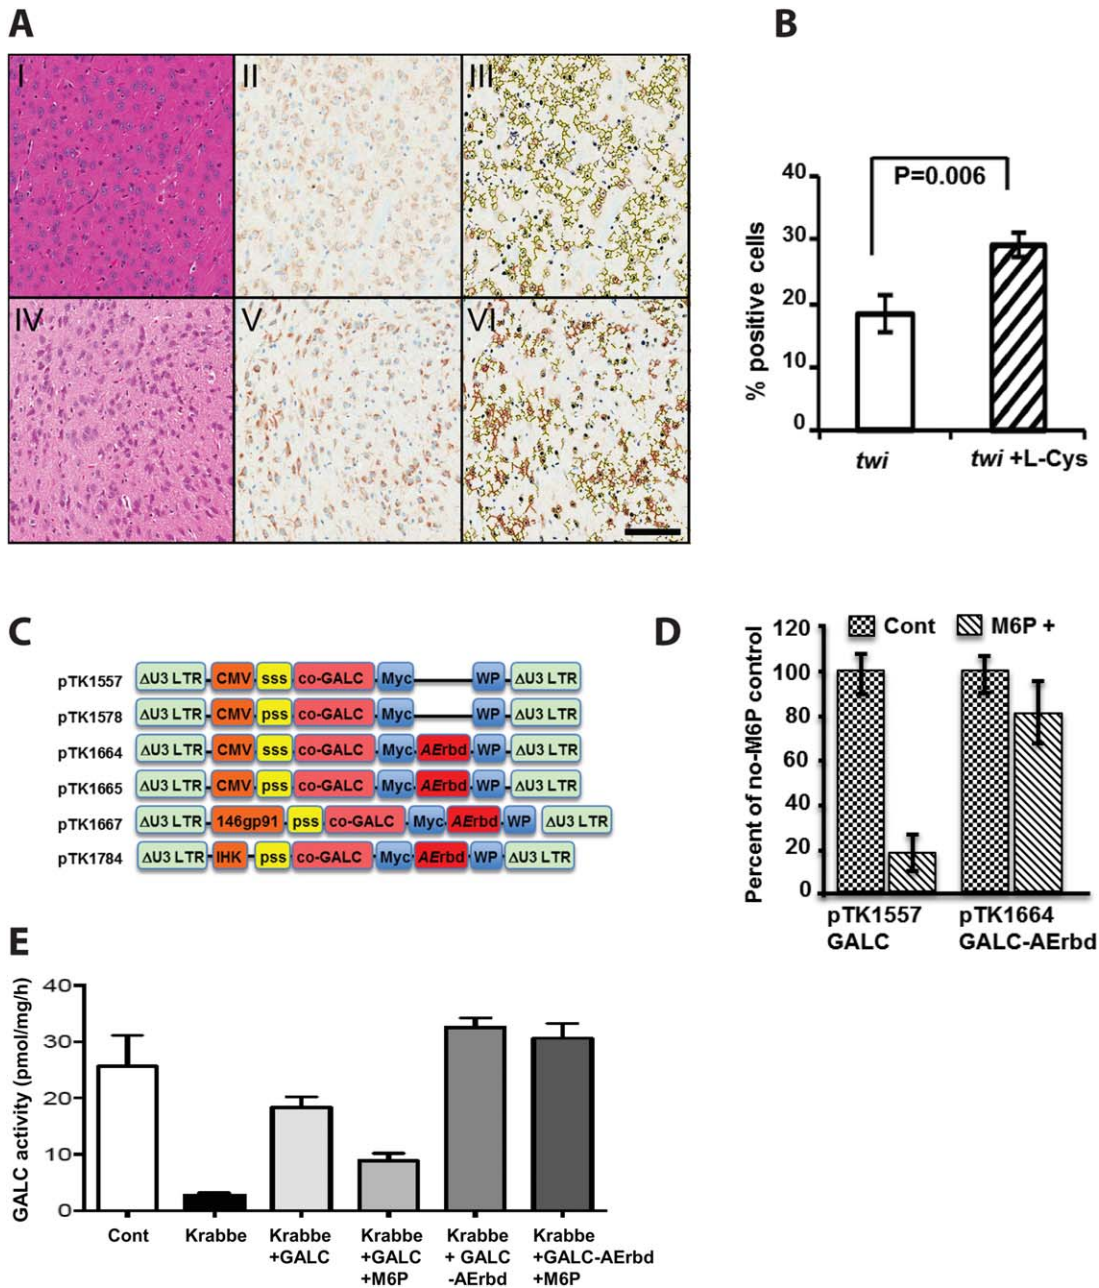 A
B
I
II
III
IV
V
VI
40
30
20
10
0
% positive cells
P=0.006
twi
twi +L-Cys
C
pTK1557 ΔU3 LTR CMV sss co-GALC Myc WP ΔU3 LTR
pTK1578 ΔU3 LTR CMV pss co-GALC Myc WP ΔU3 LTR
pTK1664 ΔU3 LTR CMV sss co-GALC Myc AErbd WP ΔU3 LTR
pTK1665 ΔU3 LTR CMV pss co-GALC Myc AErbd WP ΔU3 LTR
pTK1667 ΔU3 LTR 146gp91 pss co-GALC Myc AErbd WP ΔU3 LTR
pTK1784 ΔU3 LTR IHK pss co-GALC Myc AErbd WP ΔU3 LTR
D
Cont M6P +
Percent of no-M6P control
120
100
80
60
40
20
0
pTK1557
GALC
pTK1664
GALC-AErbd
E
GALC activity (pmol/mg/h)
40
30
20
10
0
Cont
Krabbe
Krabbe
+GALC
Krabbe
+GALC
+M6P
Krabbe
+ GALC
-AErbd
Krabbe
+GALC-AErbd
+M6P